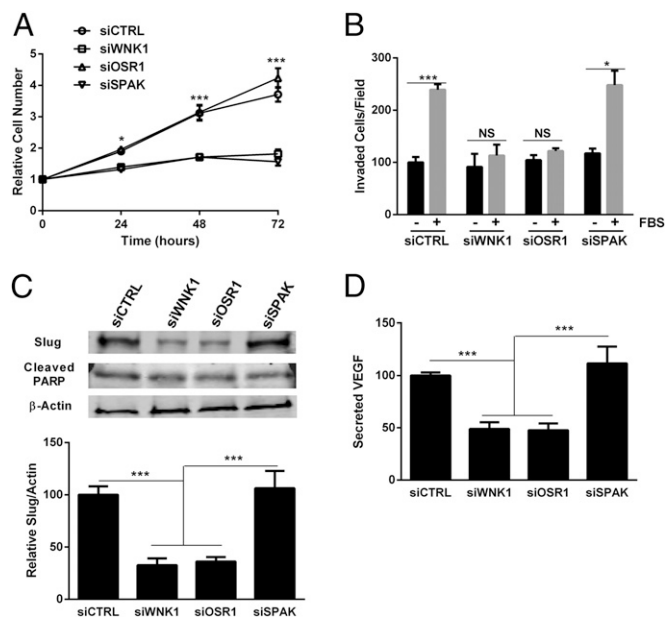 A
siCTRL
siWNK1
siOSR1
siSPAK
Relative Cell Number
5
4
3
2
1
0
*
***
***
0 24 48 72
Time (hours)
B
Invaded Cells/Field
300
200
100
0
***
NS
NS
*
- + - + - + - + FBS
siCTRL siWNK1 siOSR1 siSPAK
C
siCTRL siWNK1 siOSR1 siSPAK
Slug
Cleaved
PARP
β-Actin
Relative Slug/Actin
150
100
50
0
***
***
siCTRL siWNK1 siOSR1 siSPAK
D
Secreted VEGF
150
100
50
0
***
***
siCTRL siWNK1 siOSR1 siSPAK